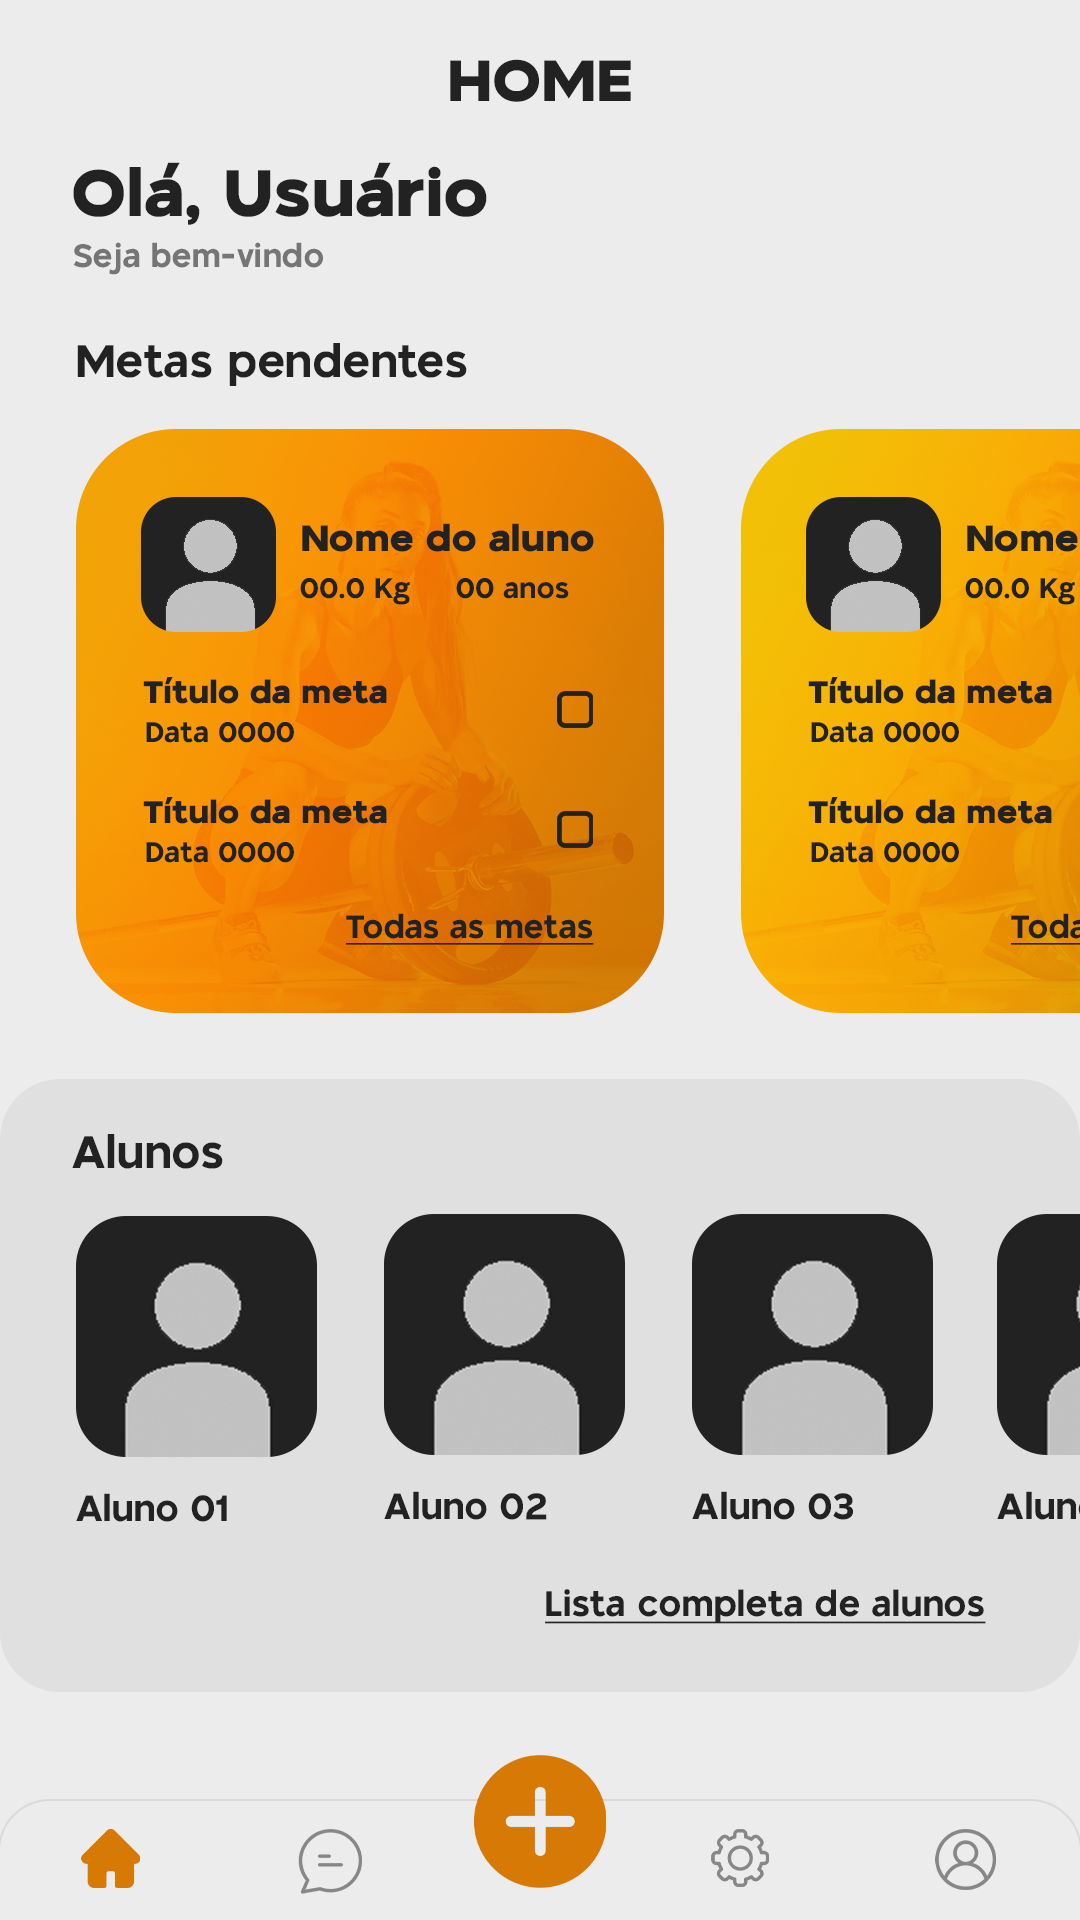 HOME
Olá, Usuário
Seja bem-vindo
Metas pendentes
Nome do aluno
00.0 Kg 00 anos
Título da meta
Data 0000
Título da meta
Data 0000
Todas as metas
Nome
00.0 Kg
Título da meta
Data 0000
Título da meta
Data 0000
Alunos
Aluno 01
Aluno 02
Aluno 03
Lista completa de alunos